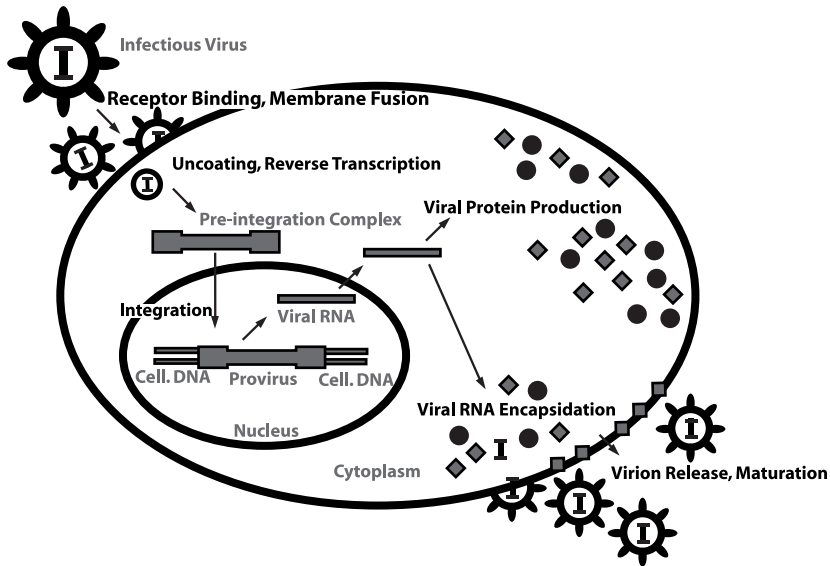 Infectious Virus
Receptor Binding, Membrane Fusion
Uncoating, Reverse Transcription
Pre-integration Complex
Viral Protein Production
Integration
Viral RNA
Cell. DNA
Provirus
Cell. DNA
Nucleus
Viral RNA Encapsidation
Cytoplasm
Virion Release, Maturation